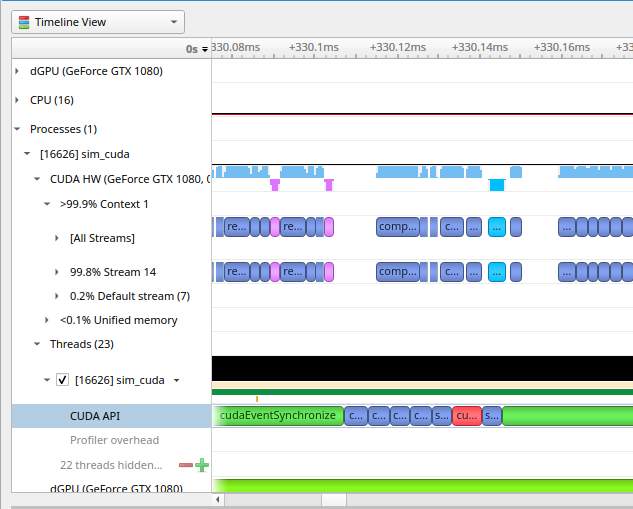 Timeline View
0s +330.08ms +330.1ms +330.12ms +330.14ms +330.16ms +33
dGPU (GeForce GTX 1080)
CPU (16)
Processes (1)
[16626] sim_cuda
CUDA HW (GeForce GTX 1080, 0
>99.9% Context 1
[All Streams] re... re... comp... c... ... ... ... ... ...
99.8% Stream 14 re... re... comp... c... ... ... ... ... ...
0.2% Default stream (7)
<0.1% Unified memory
Threads (23)
[16626] sim_cuda
CUDA API cudaEventSynchronize c... c... c... c... s... cu... s...
Profiler overhead
22 threads hidden...
dGPU (GeForce GTX 1080)